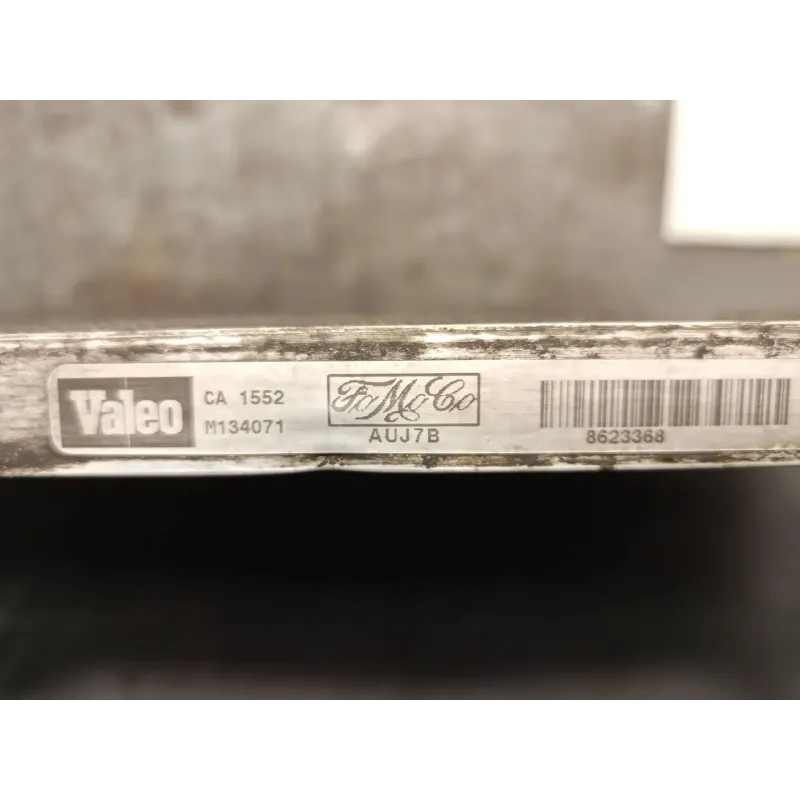 Valeo
CA 1552
M134071
FoMoCo
AUJ7B
8623368